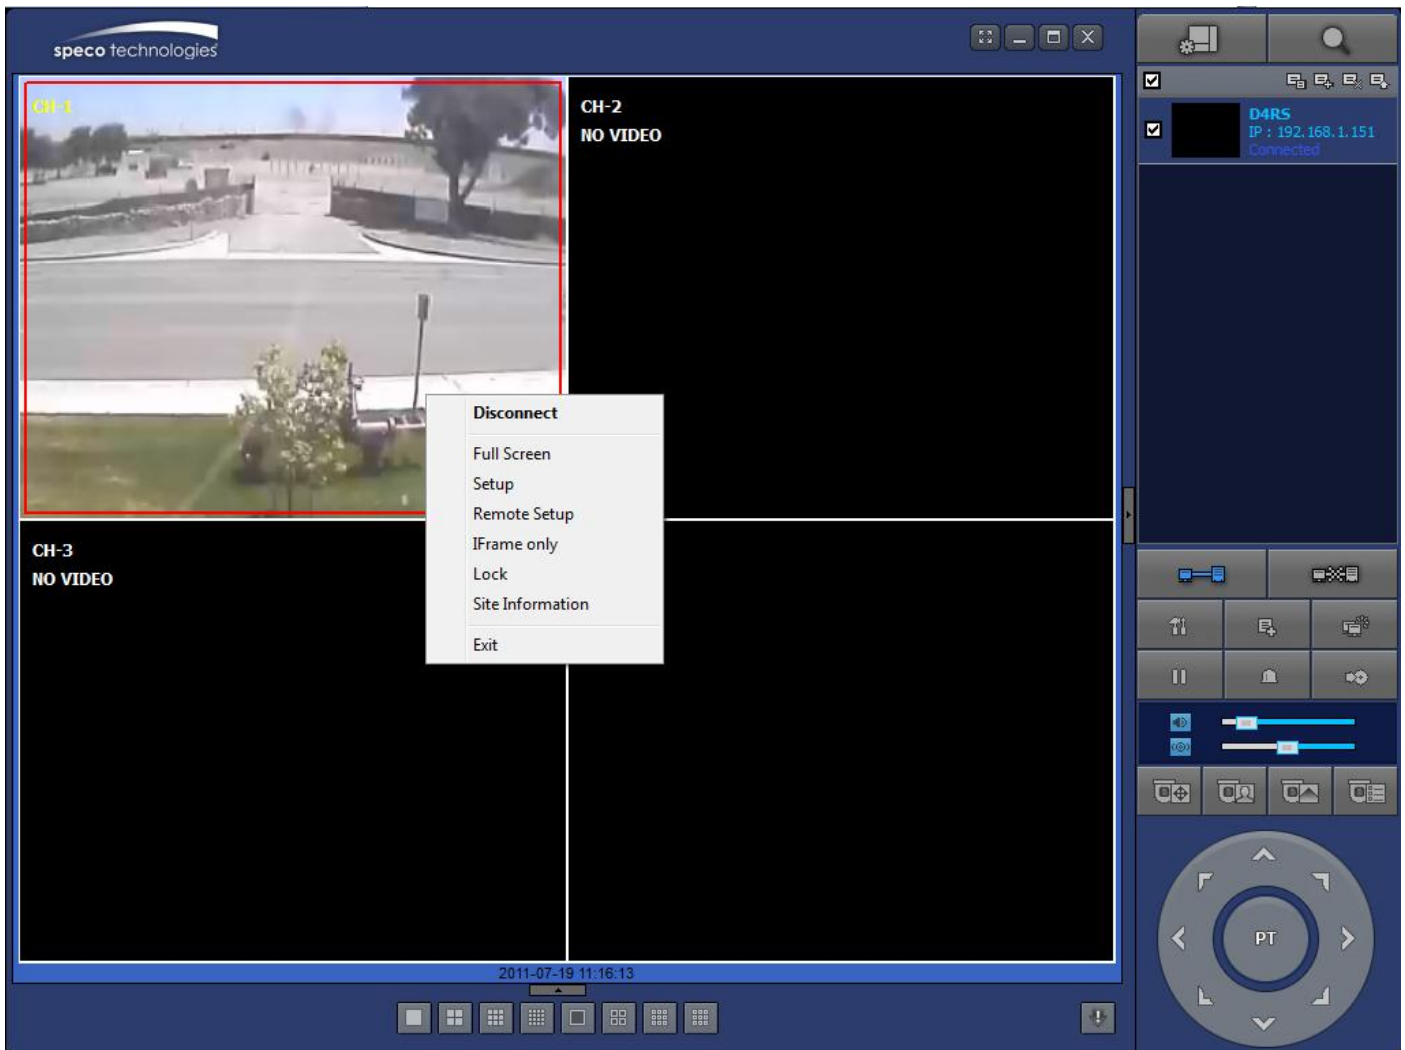 speco technologies
CH-1
CH-2
NO VIDEO
CH-3
NO VIDEO
Disconnect
Full Screen
Setup
Remote Setup
IFrame only
Lock
Site Information
Exit
2011-07-19 11:16:13
D4RS
IP : 192.168.1.151
Connected
PT